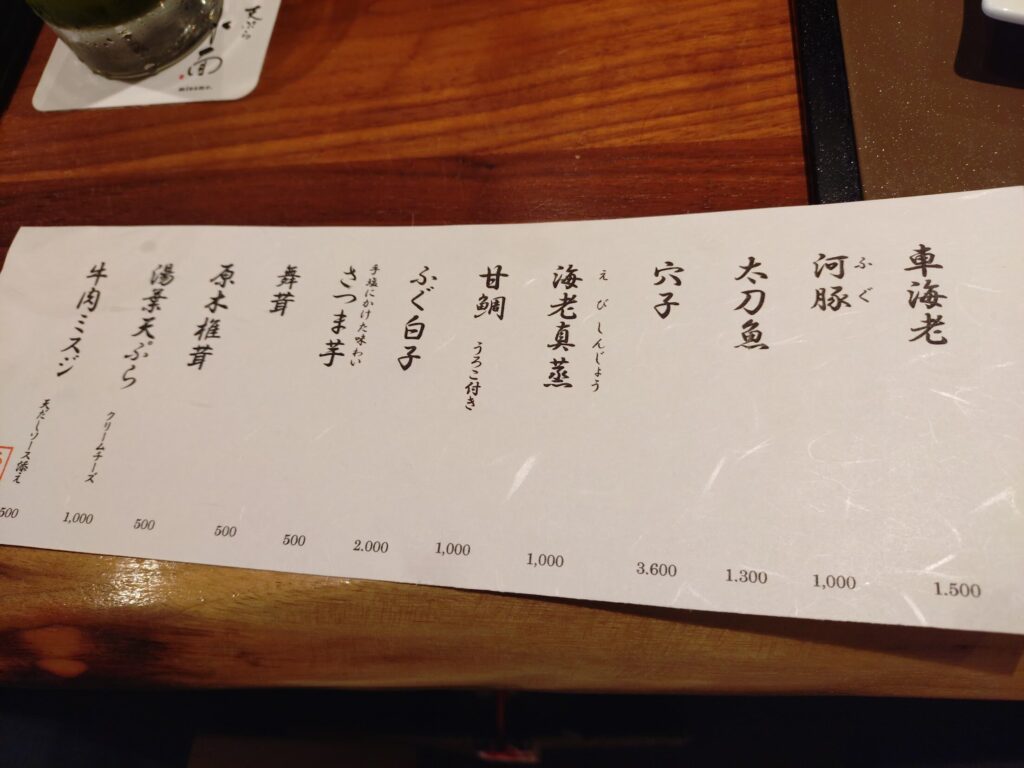 車海老
1.500
ふぐ
河豚
1,000
太刀魚
1.300
穴子
3.600
えびしんじょう
海老真蒸
1,000
甘鯛 うろこ付き
1,000
ふぐ白子
2.000
手塩にかけた味わい
さつま芋
500
舞茸
500
原木椎茸
500
湯葉天ぷら クリームチーズ
1,000
牛肉ミスジ 天だしソース添え
500
天ぷら